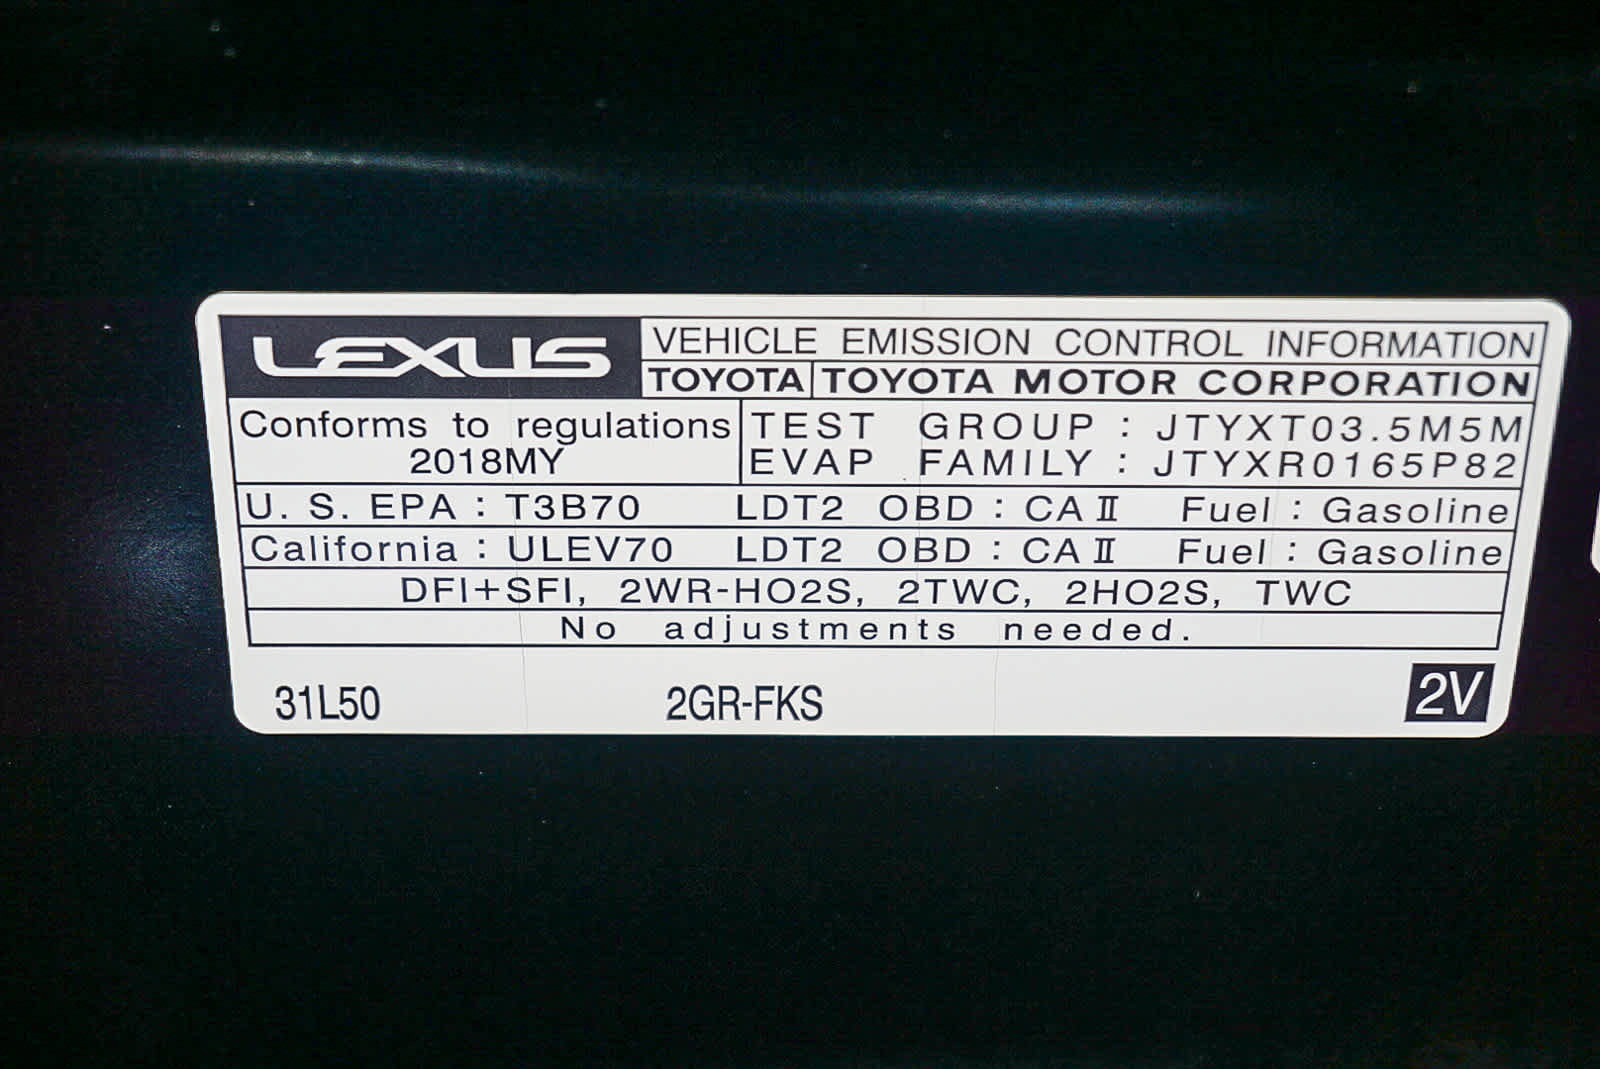 LEXUS
VEHICLE EMISSION CONTROL INFORMATION
TOYOTA TOYOTA MOTOR CORPORATION
Conforms to regulations
2018MY
TEST GROUP : JTYXT03.5M5M
EVAP FAMILY : JTYXR0165P82
U. S. EPA : T3B70 LDT2 OBD : CA Ⅱ Fuel : Gasoline
California : ULEV70 LDT2 OBD : CA Ⅱ Fuel : Gasoline
DFI+SFI, 2WR-HO2S, 2TWC, 2HO2S, TWC
No adjustments needed.
31L50 2GR-FKS 2V